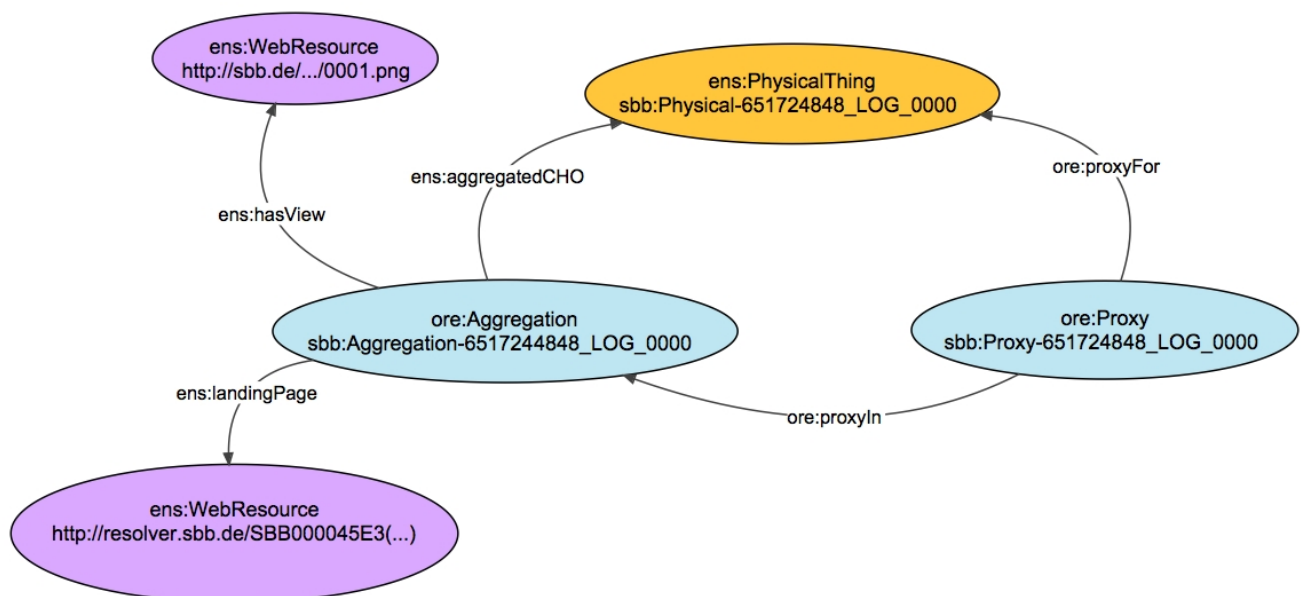 ens:WebResource
http://sbb.de/.../0001.png
ens:PhysicalThing
sbb:Physical-651724848_LOG_0000
ens:aggregatedCHO
ore:proxyFor
ens:hasView
ore:Aggregation
sbb:Aggregation-6517244848_LOG_0000
ore:Proxy
sbb:Proxy-651724848_LOG_0000
ens:landingPage
ore:proxyIn
ens:WebResource
http://resolver.sbb.de/SBB000045E3(...)